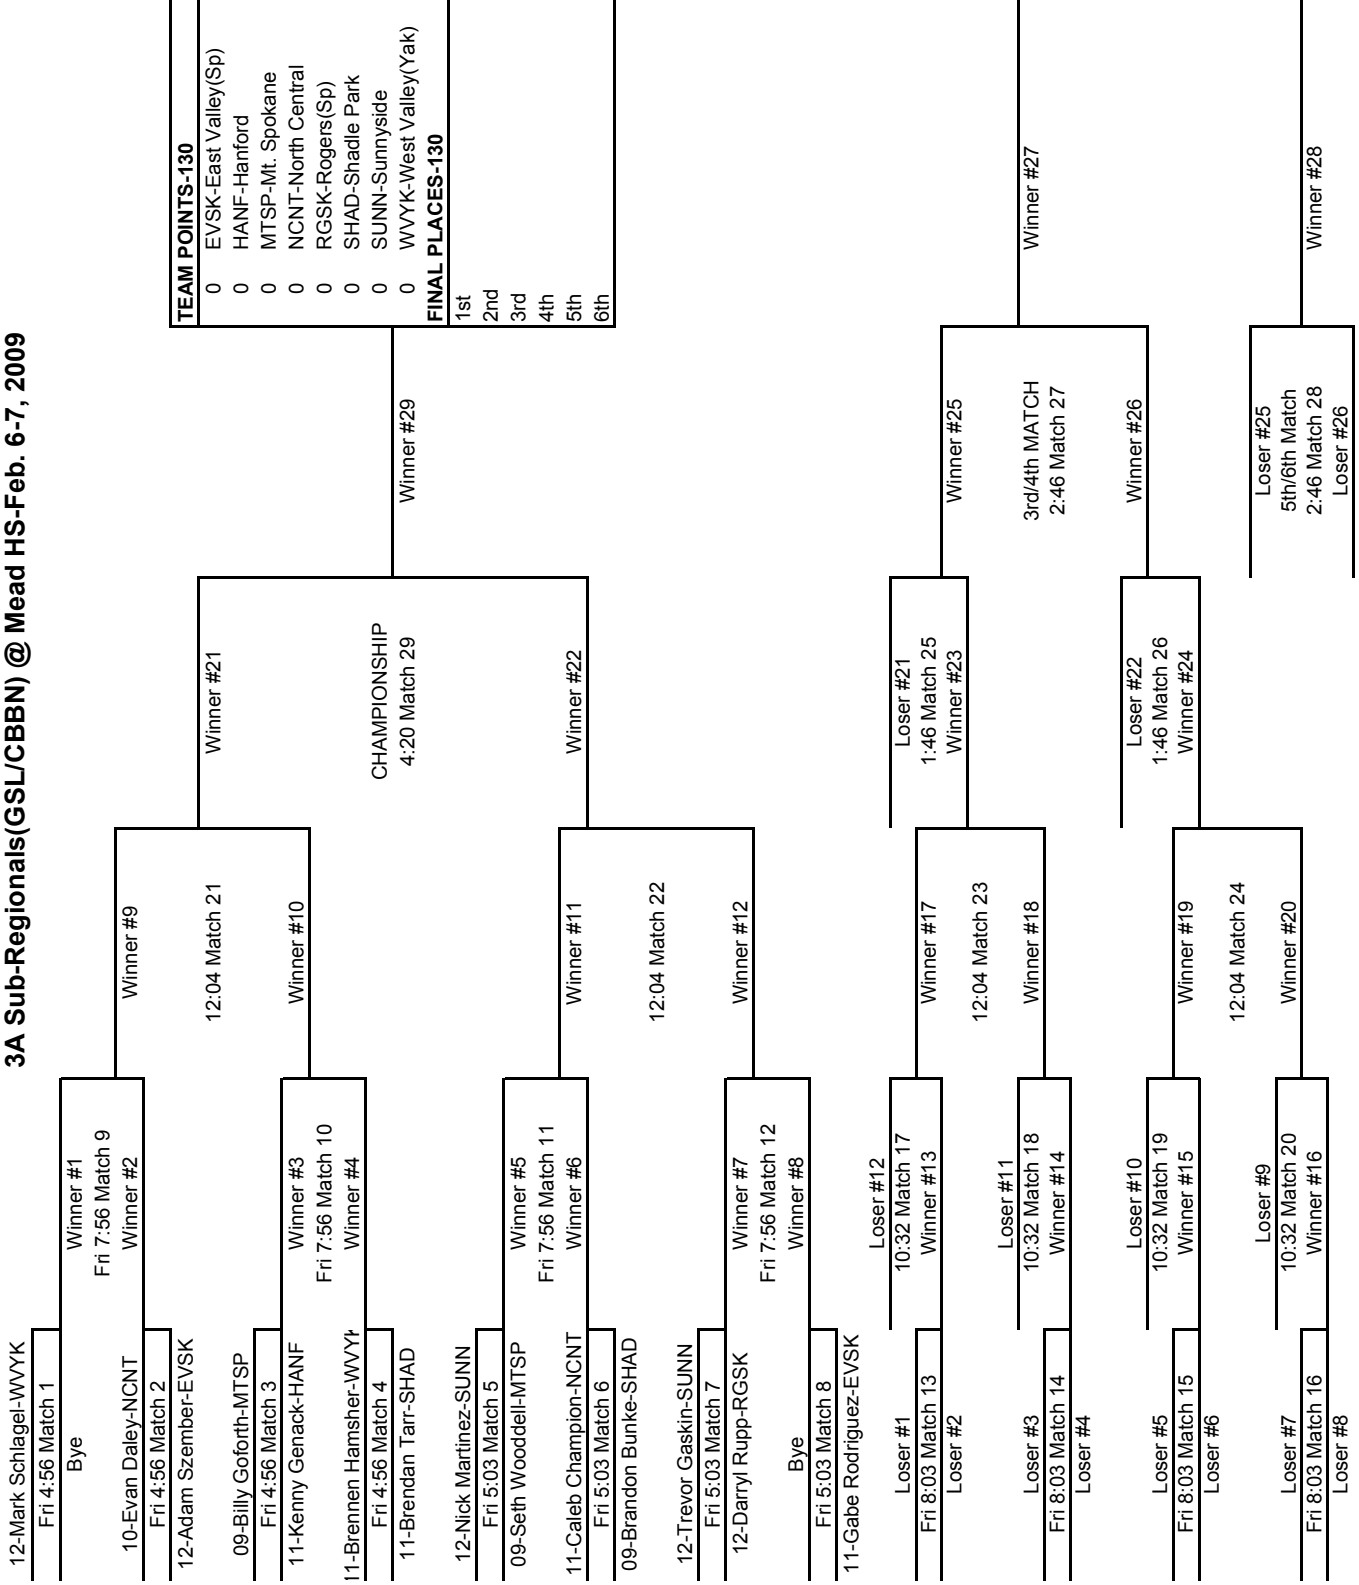 3A Sub-Regionals(GSL/CBBN) @ Mead HS-Feb. 6-7, 2009
12-Mark Schlagel-WVYK
Fri 4:56 Match 1
Bye
10-Evan Daley-NCNT
Fri 4:56 Match 2
12-Adam Szember-EVSK
09-Billy Goforth-MTSP
Fri 4:56 Match 3
11-Kenny Genack-HANF
11-Brennen Hamsher-WVYK
Fri 4:56 Match 4
11-Brendan Tarr-SHAD
12-Nick Martinez-SUNN
Fri 5:03 Match 5
09-Seth Wooddell-MTSP
11-Caleb Champion-NCNT
Fri 5:03 Match 6
09-Brandon Bunke-SHAD
12-Trevor Gaskin-SUNN
Fri 5:03 Match 7
12-Darryl Rupp-RGSK
Bye
Fri 5:03 Match 8
11-Gabe Rodriguez-EVSK
Loser #1
Fri 8:03 Match 13
Loser #2
Loser #3
Fri 8:03 Match 14
Loser #4
Loser #5
Fri 8:03 Match 15
Loser #6
Loser #7
Fri 8:03 Match 16
Loser #8
Winner #1
Fri 7:56 Match 9
Winner #2
Winner #3
Fri 7:56 Match 10
Winner #4
Winner #5
Fri 7:56 Match 11
Winner #6
Winner #7
Fri 7:56 Match 12
Winner #8
Loser #12
10:32 Match 17
Winner #13
Loser #11
10:32 Match 18
Winner #14
Loser #10
10:32 Match 19
Winner #15
Loser #9
10:32 Match 20
Winner #16
Winner #9
12:04 Match 21
Winner #10
Winner #11
12:04 Match 22
Winner #12
Winner #17
12:04 Match 23
Winner #18
Winner #19
12:04 Match 24
Winner #20
Winner #21
CHAMPIONSHIP
4:20 Match 29
Winner #22
Loser #21
1:46 Match 25
Winner #23
Loser #22
1:46 Match 26
Winner #24
Winner #29
Winner #25
3rd/4th MATCH
2:46 Match 27
Winner #26
Loser #25
5th/6th Match
2:46 Match 28
Loser #26
TEAM POINTS-130
0 EVSK-East Valley(Sp)
0 HANF-Hanford
0 MTSP-Mt. Spokane
0 NCNT-North Central
0 RGSK-Rogers(Sp)
0 SHAD-Shadle Park
0 SUNN-Sunnyside
0 WVYK-West Valley(Yak)
FINAL PLACES-130
1st
2nd
3rd
4th
5th
6th
Winner #27
Winner #28